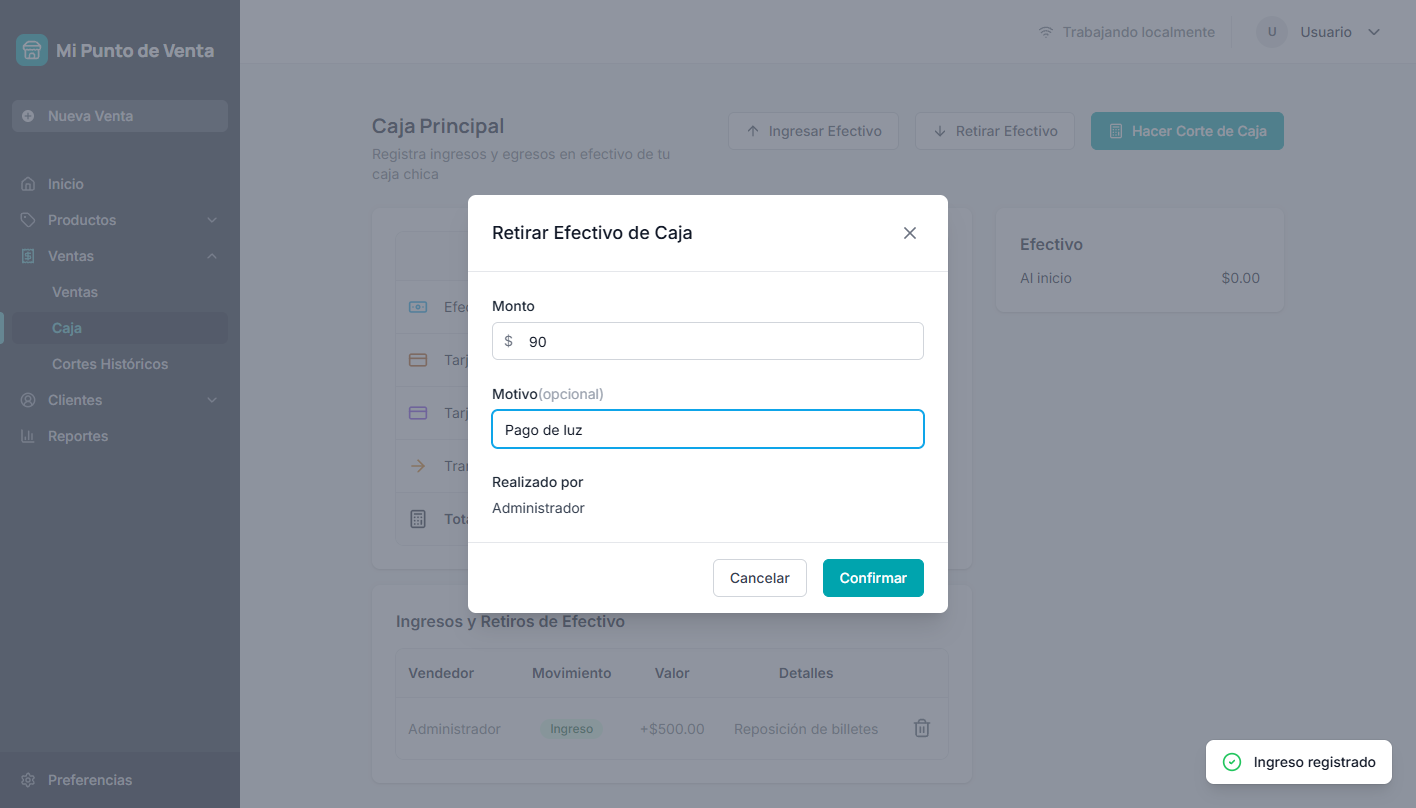 Mi Punto de Venta
Trabajando localmente
U
Usuario
Nueva Venta
Inicio
Productos
Ventas
Ventas
Caja
Cortes Históricos
Clientes
Reportes
Preferencias
Caja Principal
Registra ingresos y egresos en efectivo de tu
caja chica
Ingresar Efectivo
Retirar Efectivo
Hacer Corte de Caja
Efectivo
Al inicio $0.00
Retirar Efectivo de Caja
Monto
$ 90
Motivo(opcional)
Pago de luz
Realizado por
Administrador
Cancelar
Confirmar
Ingresos y Retiros de Efectivo
Vendedor Movimiento Valor Detalles
Administrador Ingreso +$500.00 Reposición de billetes
Ingreso registrado